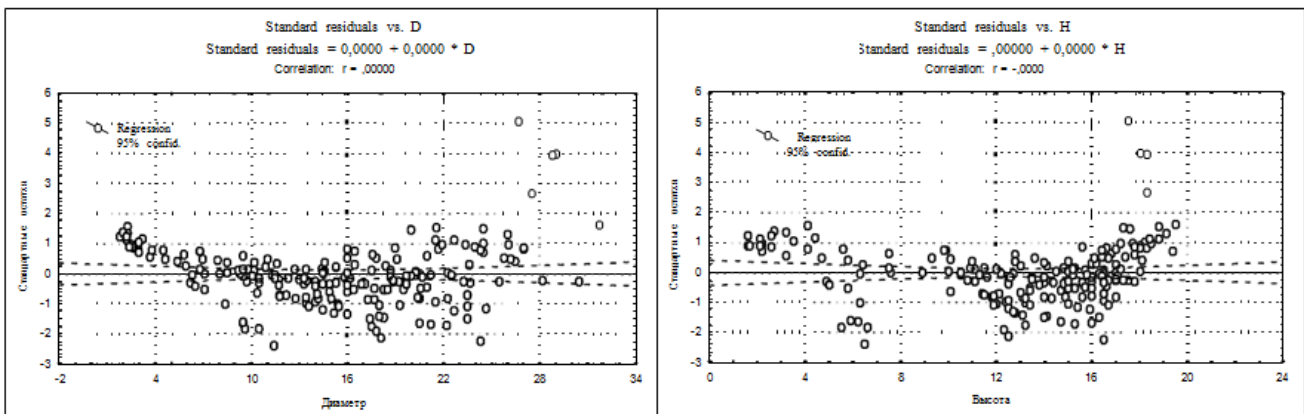 Standard residuals vs. D
Standard residuals = 0,0000 + 0,0000 * D
Correlation: r = ,00000
6
5
4
3
2
1
0
-1
-2
-3
Regression
95% confid.
-2
4
10
16
22
28
34
Диаметр
Standard residuals vs. H
Standard residuals = ,00000 + 0,0000 * H
Correlation: r = -,0000
6
5
4
3
2
1
0
-1
-2
-3
Regression
95% confid.
0
4
8
12
16
20
24
Высота